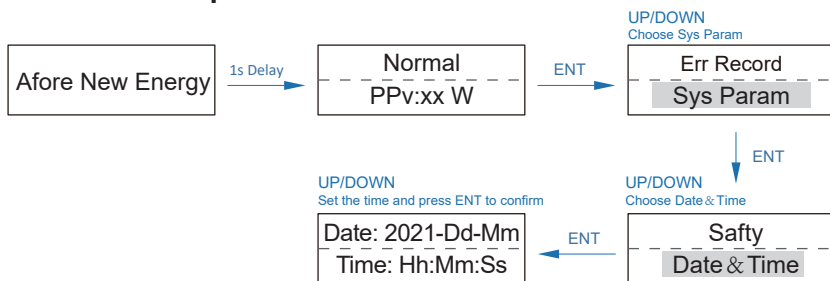 UP/DOWN
Choose Sys Param
Afore New Energy
1s Delay
Normal
PPv:xx W
ENT
Err Record
Sys Param
ENT
UP/DOWN
Set the time and press ENT to confirm
UP/DOWN
Choose Date&Time
Date: 2021-Dd-Mm
Time: Hh:Mm:Ss
ENT
Safty
Date&Time